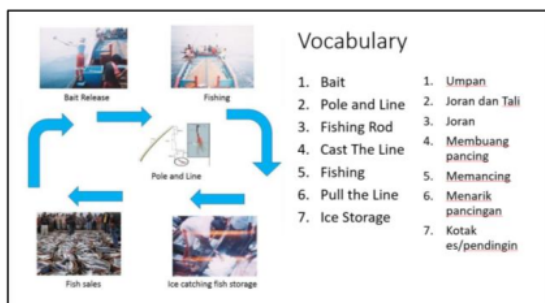 Bait Release
Fishing
Pole and Line
Fish sales
Ice catching fish storage
Vocabulary
1. Bait
2. Pole and Line
3. Fishing Rod
4. Cast The Line
5. Fishing
6. Pull the Line
7. Ice Storage
1. Umpan
2. Joran dan Tali
3. Joran
4. Membuang
pancing
5. Memancing
6. Menarik
pancingan
7. Kotak
es/pendingin